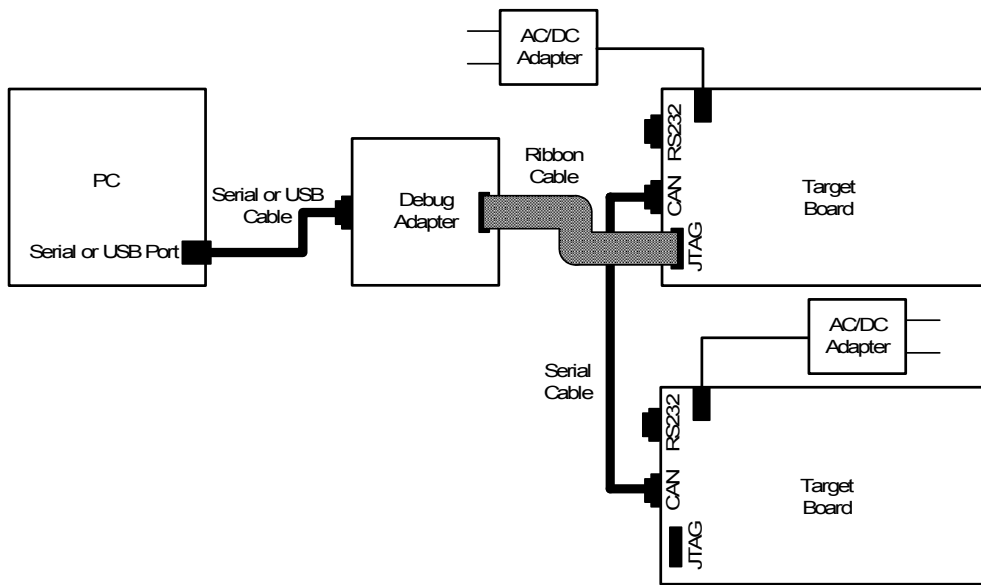 AC/DC
Adapter
PC
Serial or USB Port
Serial or USB
Cable
Debug
Adapter
Ribbon
Cable
RS232
CAN
JTAG
Target
Board
Serial
Cable
AC/DC
Adapter
RS232
CAN
JTAG
Target
Board